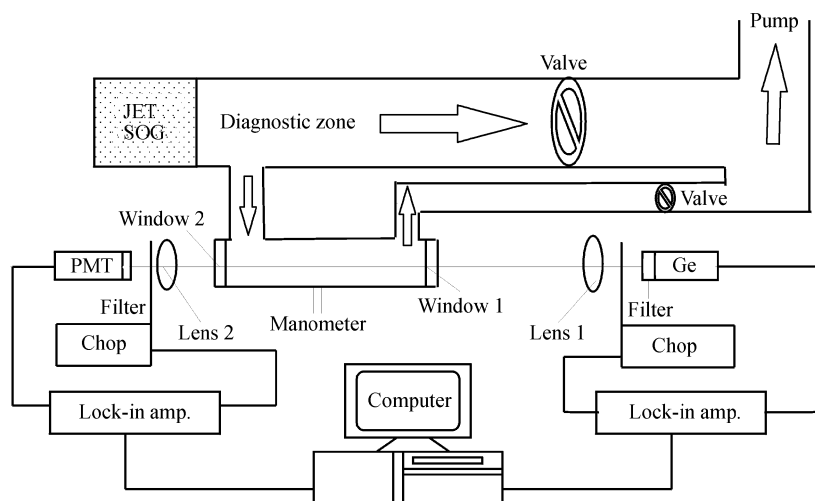 Pump
Valve
JET
SOG
Diagnostic zone
Valve
Window 2
PMT
Ge
Filter
Lens 2
Manometer
Window 1
Lens 1
Filter
Chop
Chop
Computer
Lock-in amp.
Lock-in amp.